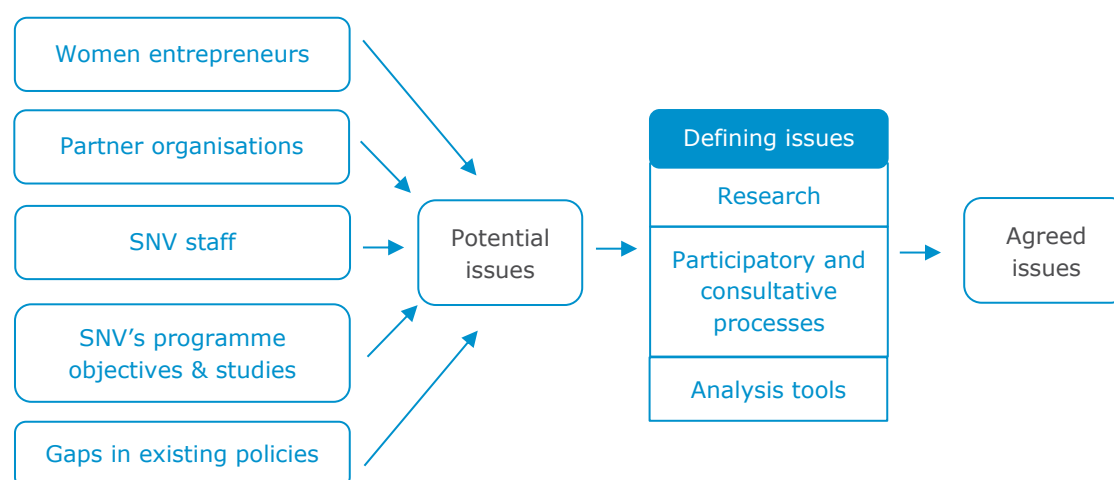 Women entrepreneurs
Partner organisations
SNV staff
SNV’s programme
objectives & studies
Gaps in existing policies
Potential
issues
Defining issues
Research
Participatory and
consultative
processes
Analysis tools
Agreed
issues